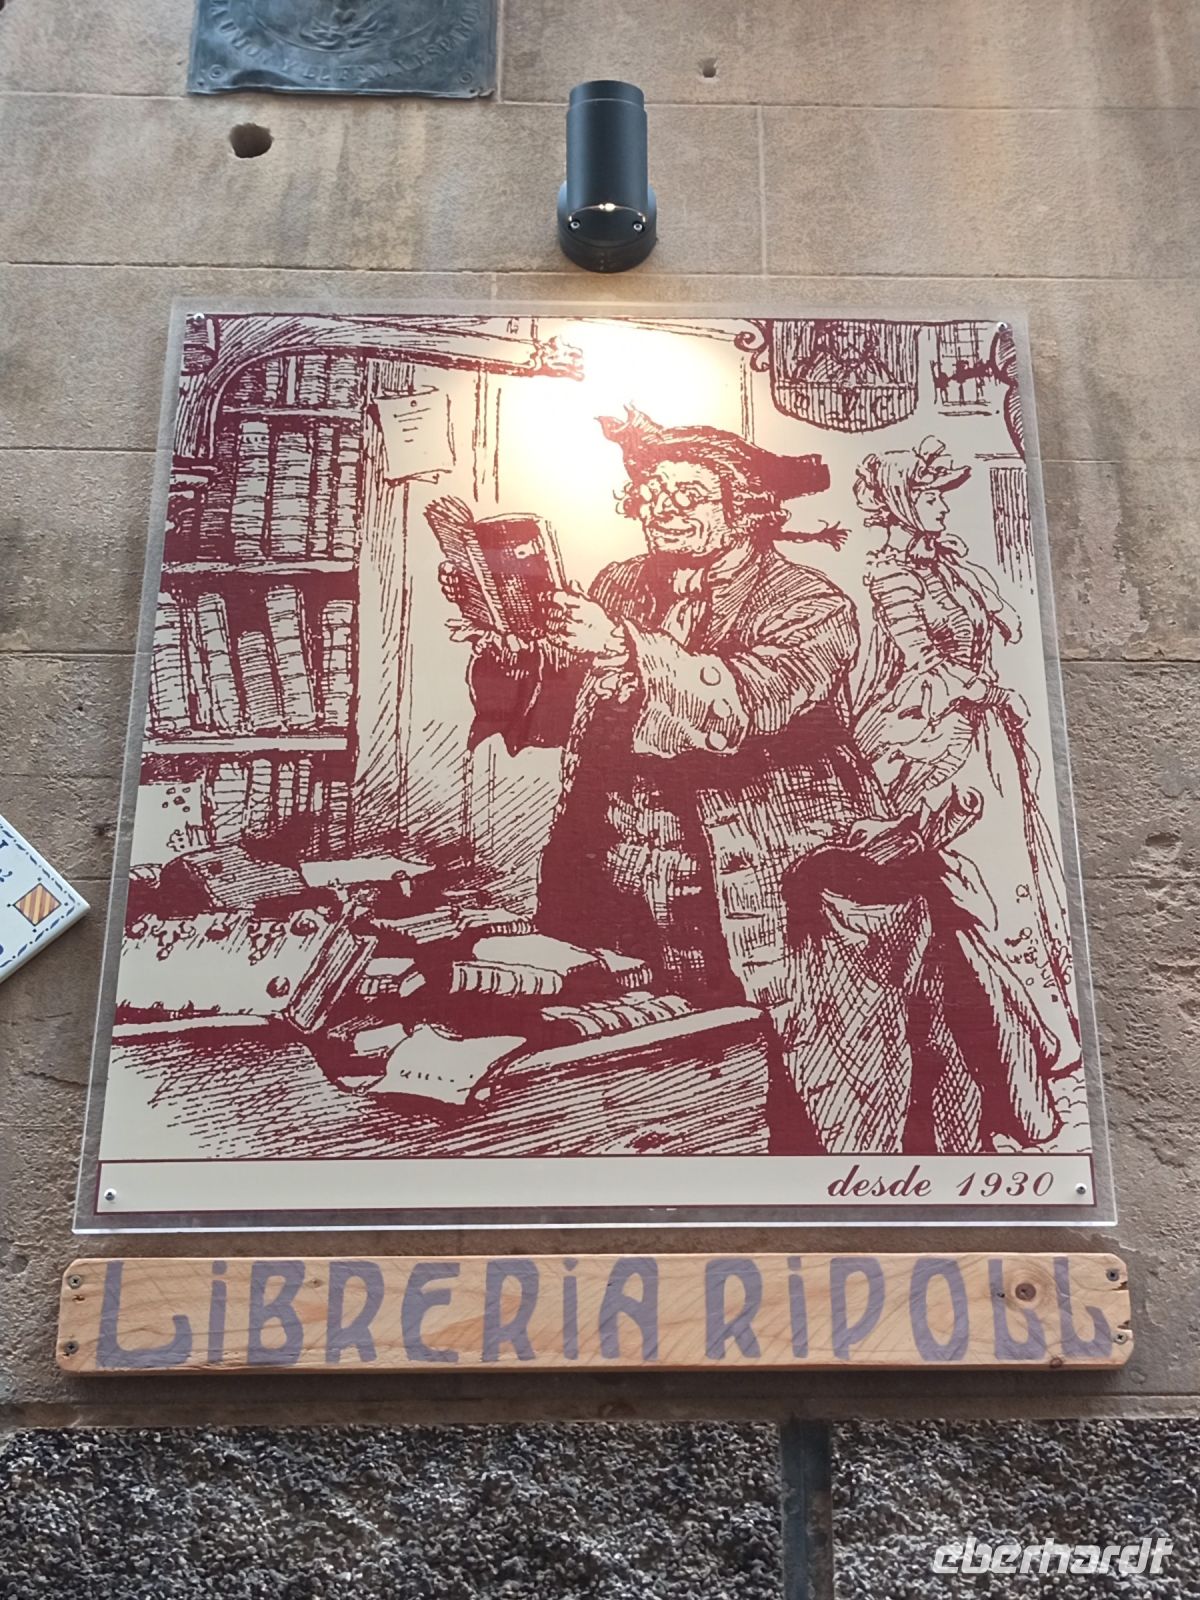 desde 1930
LiBRERiA RiPOLL
eberhardt